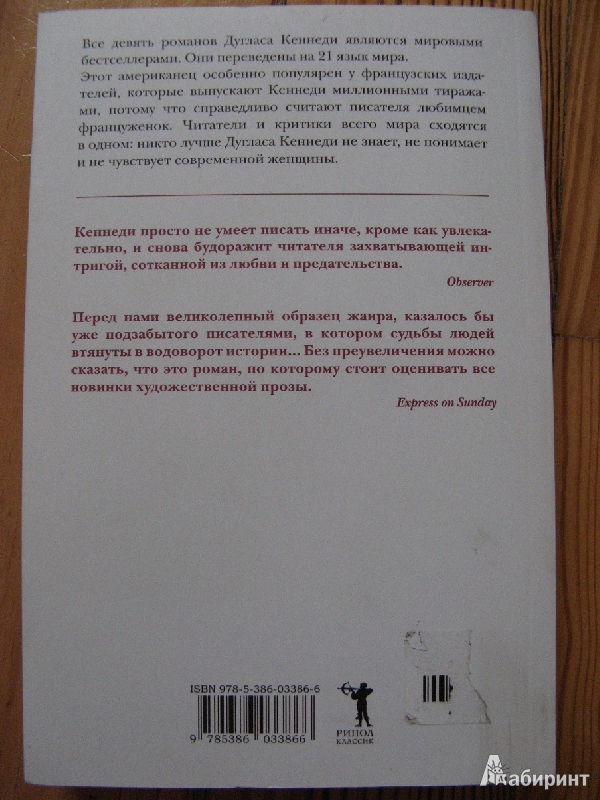 Все девять романов Дугласа Кеннеди являются мировыми
бестселлерами. Они переведены на 21 язык мира.
Этот американец особенно популярен у французских изда-
телей, которые выпускают Кеннеди миллионными тиража-
ми, потому что справедливо считают писателя любимцем
француженок. Читатели и критики всего мира сходятся
в одном: никто лучше Дугласа Кеннеди не знает, не понимает
и не чувствует современной женщины.
Кеннеди просто не умеет писать иначе, кроме как увлека-
тельно, и снова будоражит читателя захватывающей ин-
тригой, сотканной из любви и предательства.
Observer
Перед нами великолепный образец жанра, казалось бы
уже подзабытого писателями, в котором судьбы людей
втянуты в водоворот истории... Без преувеличения можно
сказать, что это роман, по которому стоит оценивать все
новинки художественной прозы.
Express on Sunday
ISBN 978-5-386-03386-6
9 785386 033866
РИПОЛ
КЛАССИК
Лабиринт